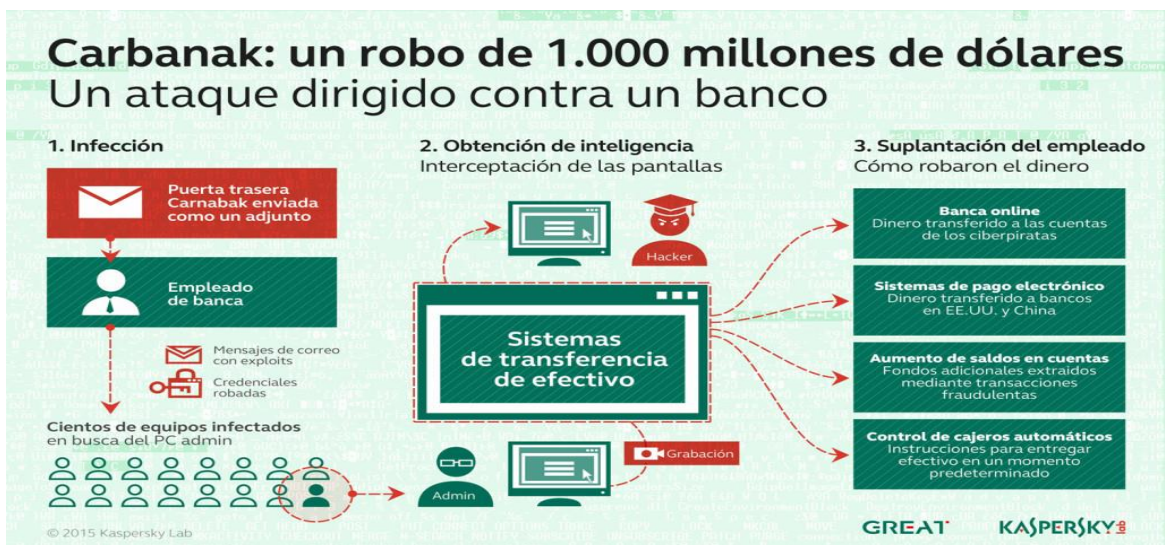 Carbanak: un robo de 1.000 millones de dólares
Un ataque dirigido contra un banco
1. Infección
Puerta trasera
Carnabak enviada
como un adjunto
Empleado
de banca
Mensajes de correo
con exploits
Credenciales
robadas
Cientos de equipos infectados
en busca del PC admin
2. Obtención de inteligencia
Interceptación de las pantallas
Hacker
Sistemas
de transferencia
de efectivo
Grabación
Admin
3. Suplantación del empleado
Cómo robaron el dinero
Banca online
Dinero transferido a las cuentas
de los ciberpiratas
Sistemas de pago electrónico
Dinero transferido a bancos
en EE.UU. y China
Aumento de saldos en cuentas
Fondos adicionales extraídos
mediante transacciones
fraudulentas
Control de cajeros automáticos
Instrucciones para entregar
efectivo en un momento
predeterminado
© 2015 Kaspersky Lab
GREAT
KASPERSKY lab